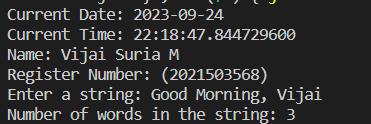 Current Date: 2023-09-24
Current Time: 22:18:47.844729600
Name: Vijai Suria M
Register Number: (2021503568)
Enter a string: Good Morning, Vijai
Number of words in the string: 3